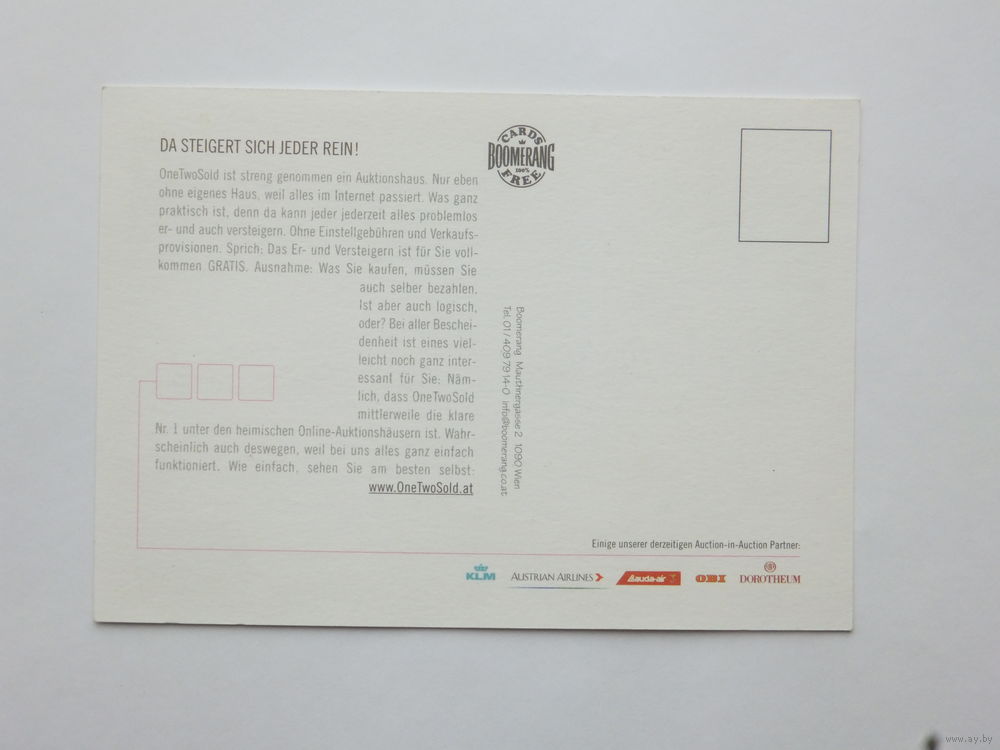 DA STEIGERT SICH JEDER REIN!
OneTwoSold ist streng genommen ein Auktionshaus. Nur eben
ohne eigenes Haus, weil alles im Internet passiert. Was ganz
praktisch ist, denn da kann jeder jederzeit alles problemlos
er- und auch versteigern. Ohne Einstellgebühren und Verkaufs-
provisionen. Sprich: Das Er- und Versteigern ist für Sie voll-
kommen GRATIS. Ausnahme: Was Sie kaufen, müssen Sie
auch selber bezahlen.
Ist aber auch logisch,
oder? Bei aller Beschei-
denheit ist eines viel-
leicht noch ganz inter-
essant für Sie: Näm-
lich, dass OneTwoSold
mittlerweile die klare
Nr. 1 unter den heimischen Online-Auktionshäusern ist. Wahr-
scheinlich auch deswegen, weil bei uns alles ganz einfach
funktioniert. Wie einfach, sehen Sie am besten selbst:
www.OneTwoSold.at
CARDS
BOOMERANG
100%
FREE
Boomerang Mauthnergasse 2 1090 Wien
Tel. 01 / 409 79 14-0 info@boomerang.co.at
Einige unserer derzeitigen Auction-in-Auction Partner:
KLM AUSTRIAN AIRLINES lauda-air OBI DOROTHEUM
www.ay.by